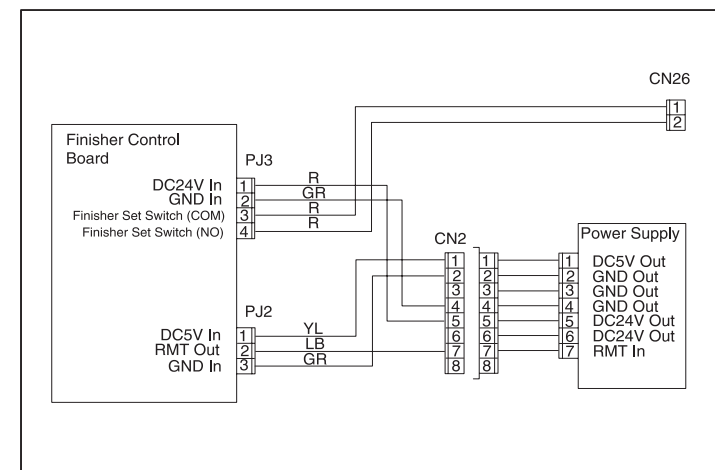 CN26
1
2
Finisher Control
Board
PJ3
DC24V In 1 R
GND In 2 GR
Finisher Set Switch (COM) 3 R
Finisher Set Switch (NO) 4 R
CN2
Power Supply
1 1 1 DC5V Out
2 2 2 GND Out
3 3 3 GND Out
4 4 4 GND Out
5 5 5 DC24V Out
6 6 6 DC24V Out
7 7 7 RMT In
8 8
PJ2
DC5V In 1 YL
RMT Out 2 LB
GND In 3 GR